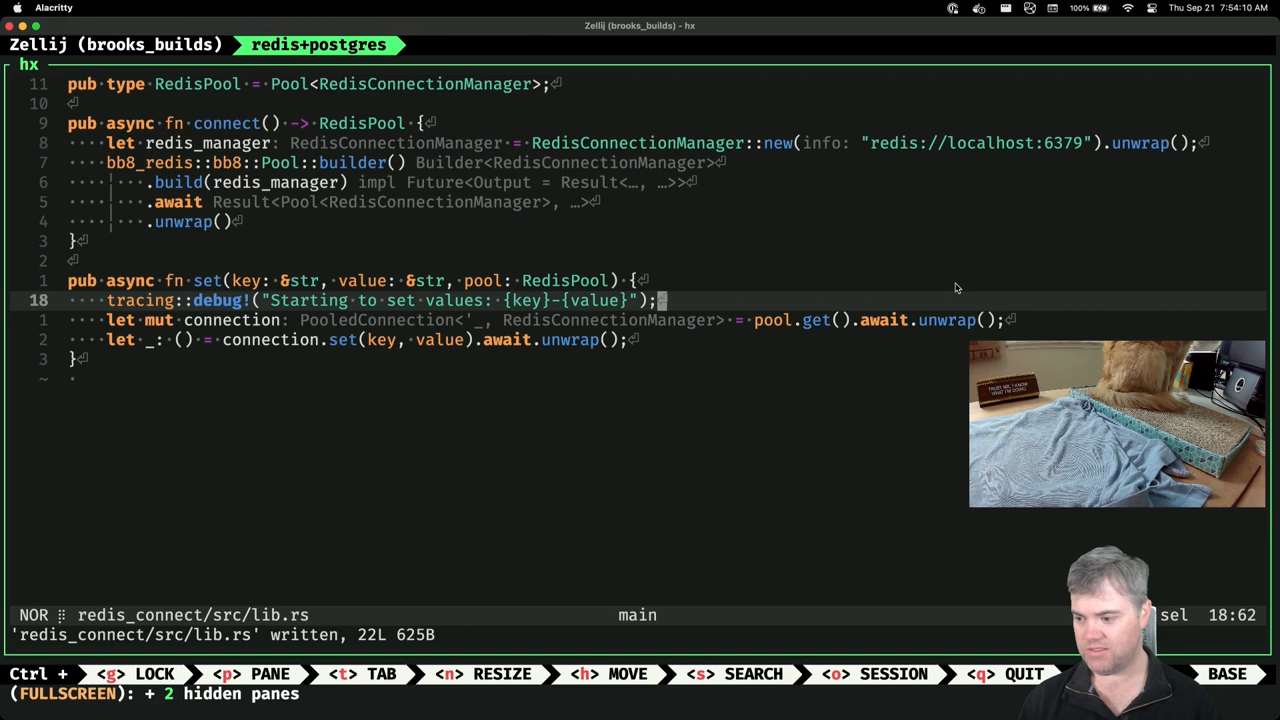 Alacritty 100% Thu Sep 21 7:54:10 AM
Zellij (brooks_builds) - hx
Zellij (brooks_builds) redis+postgres
hx
11 pub type RedisPool = Pool<RedisConnectionManager>;
10
9 pub async fn connect() -> RedisPool {
8 let redis_manager: RedisConnectionManager = RedisConnectionManager::new(info: "redis://localhost:6379").unwrap();
7 bb8_redis::bb8::Pool::builder() Builder<RedisConnectionManager>
6 .build(redis_manager) impl Future<Output = Result<…, …>>
5 .await Result<Pool<RedisConnectionManager>, …>
4 .unwrap()
3 }
2
1 pub async fn set(key: &str, value: &str, pool: RedisPool) {
18 tracing::debug!("Starting to set values: {key}-{value}");
1 let mut connection: PooledConnection<'_, RedisConnectionManager> = pool.get().await.unwrap();
2 let _: () = connection.set(key, value).await.unwrap();
3 }
~
TRUST ME, I KNOW
WHAT I'M DOING
NOR redis_connect/src/lib.rs main sel 18:62
'redis_connect/src/lib.rs' written, 22L 625B
Ctrl + <g> LOCK <p> PANE <t> TAB <n> RESIZE <h> MOVE <s> SEARCH <o> SESSION <q> QUIT BASE
(FULLSCREEN): + 2 hidden panes